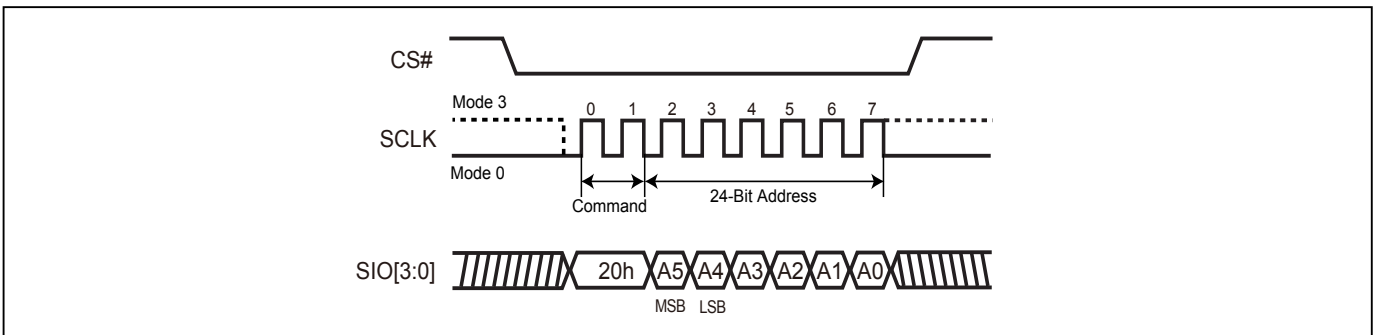 CS#
Mode 3
0 1 2 3 4 5 6 7
SCLK
Mode 0
Command
24-Bit Address
SIO[3:0]
20h A5 A4 A3 A2 A1 A0
MSB LSB